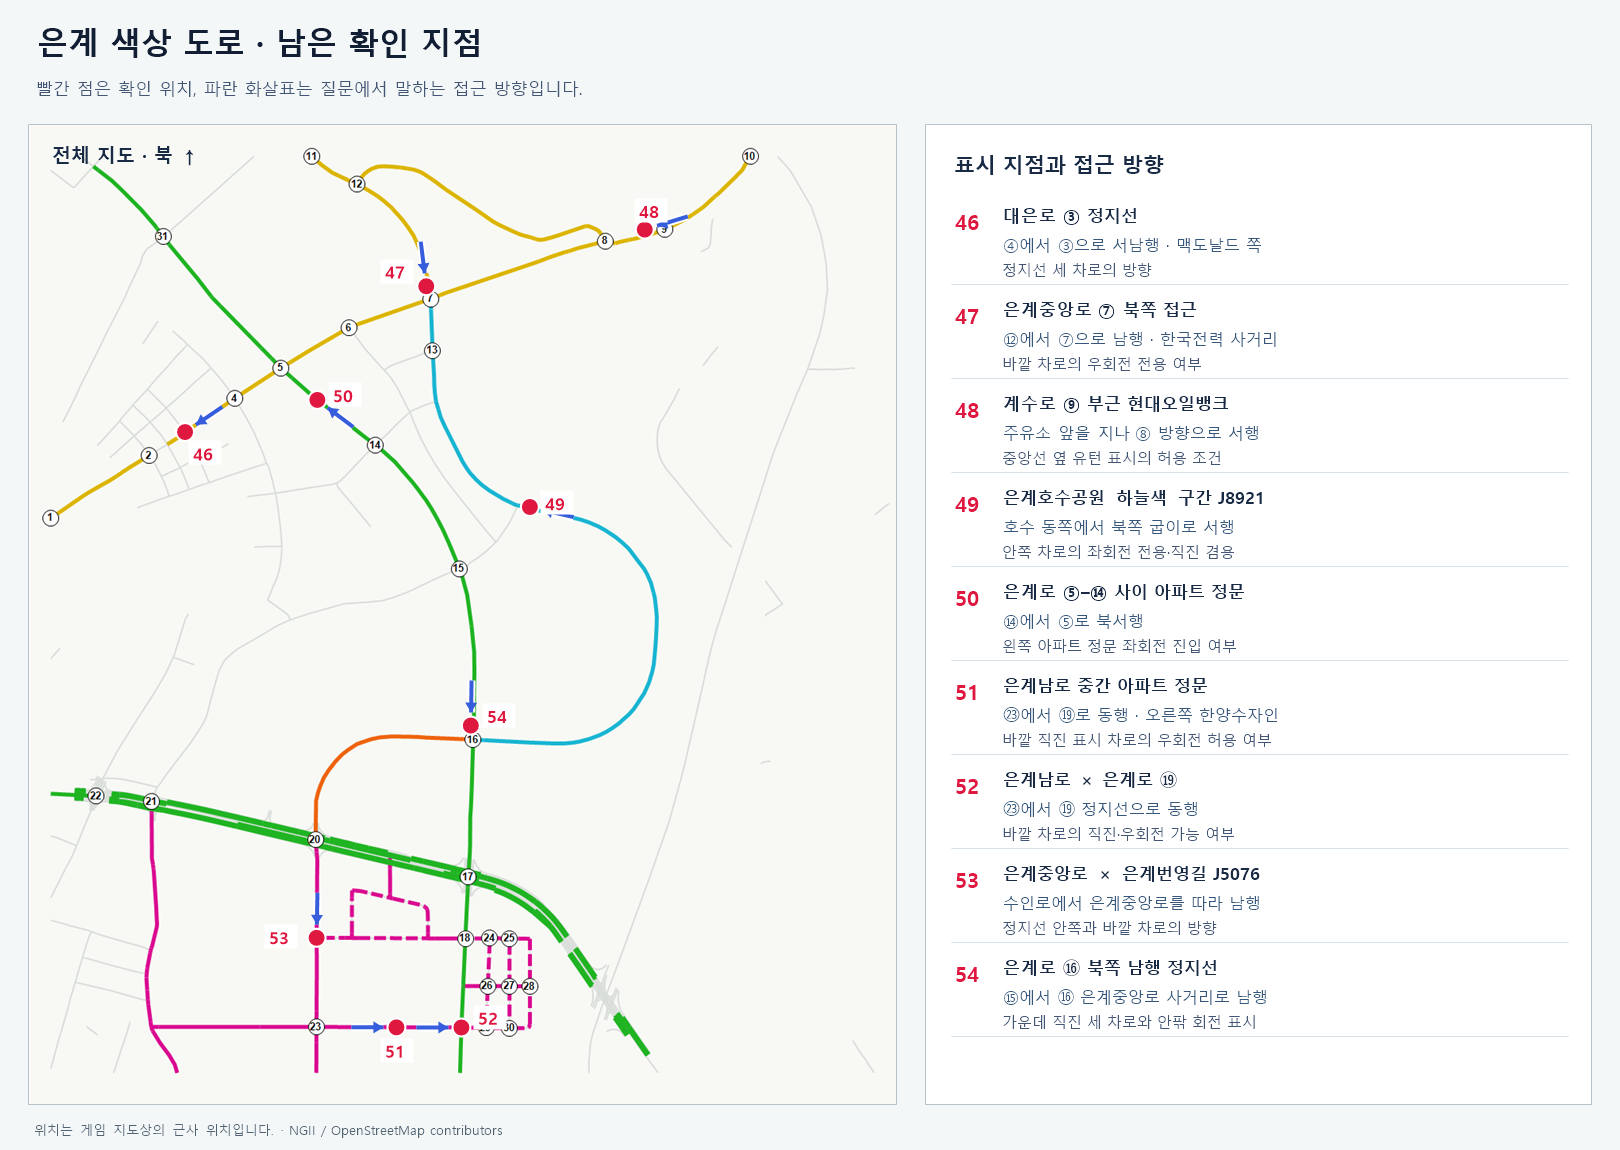 은계 색상 도로 · 남은 확인 지점
빨간 점은 확인 위치, 파란 화살표는 질문에서 말하는 접근 방향입니다.
전체 지도 · 북 ↑
11
10
12
48
9
31
8
47
7
6
13
5
50
4
14
46
2
49
1
15
54
16
22
21
20
17
53
18
24
25
26
27
28
52
23
30
51
표시 지점과 접근 방향
46
대은로 ③ 정지선
④에서 ③으로 서남행 · 맥도날드 쪽
정지선 세 차로의 방향
47
은계중앙로 ⑦ 북쪽 접근
⑫에서 ⑦으로 남행 · 한국전력 사거리
바깥 차로의 우회전 전용 여부
48
계수로 ⑨ 부근 현대오일뱅크
주유소 앞을 지나 ⑧ 방향으로 서행
중앙선 옆 유턴 표시의 허용 조건
49
은계호수공원 하늘색 구간 J8921
호수 동쪽에서 북쪽 굽이로 서행
안쪽 차로의 좌회전 전용·직진 겸용
50
은계로 ⑤–⑭ 사이 아파트 정문
⑭에서 ⑤로 북서행
왼쪽 아파트 정문 좌회전 진입 여부
51
은계남로 중간 아파트 정문
㉓에서 ⑲로 동행 · 오른쪽 한양수자인
바깥 직진 표시 차로의 우회전 허용 여부
52
은계남로 × 은계로 ⑲
㉓에서 ⑲ 정지선으로 동행
바깥 차로의 직진·우회전 가능 여부
53
은계중앙로 × 은계번영길 J5076
수인로에서 은계중앙로를 따라 남행
정지선 안쪽과 바깥 차로의 방향
54
은계로 ⑯ 북쪽 남행 정지선
⑮에서 ⑯ 은계중앙로 사거리로 남행
가운데 직진 세 차로와 안팎 회전 표시
위치는 게임 지도상의 근사 위치입니다. · NGII / OpenStreetMap contributors